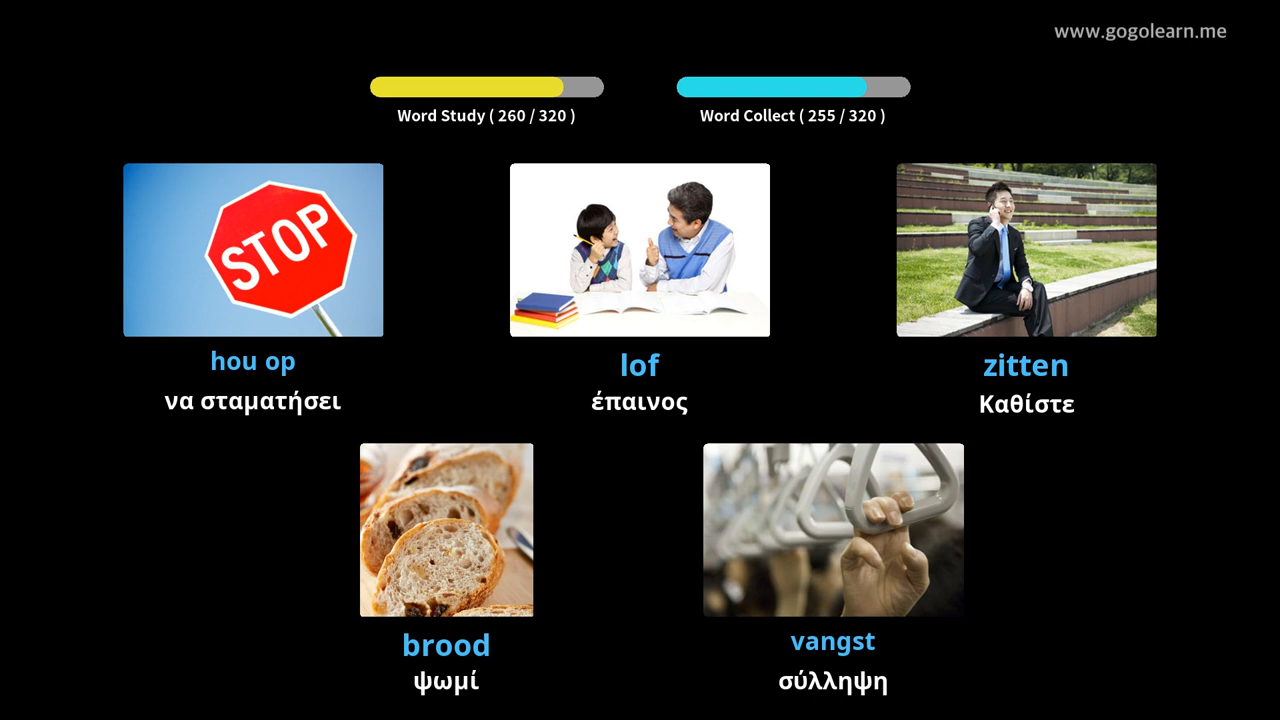 www.gogolearn.me
Word Study ( 260 / 320 )
Word Collect ( 255 / 320 )
STOP
hou op
να σταματήσει
lof
έπαινος
zitten
Καθίστε
brood
ψωμί
vangst
σύλληψη